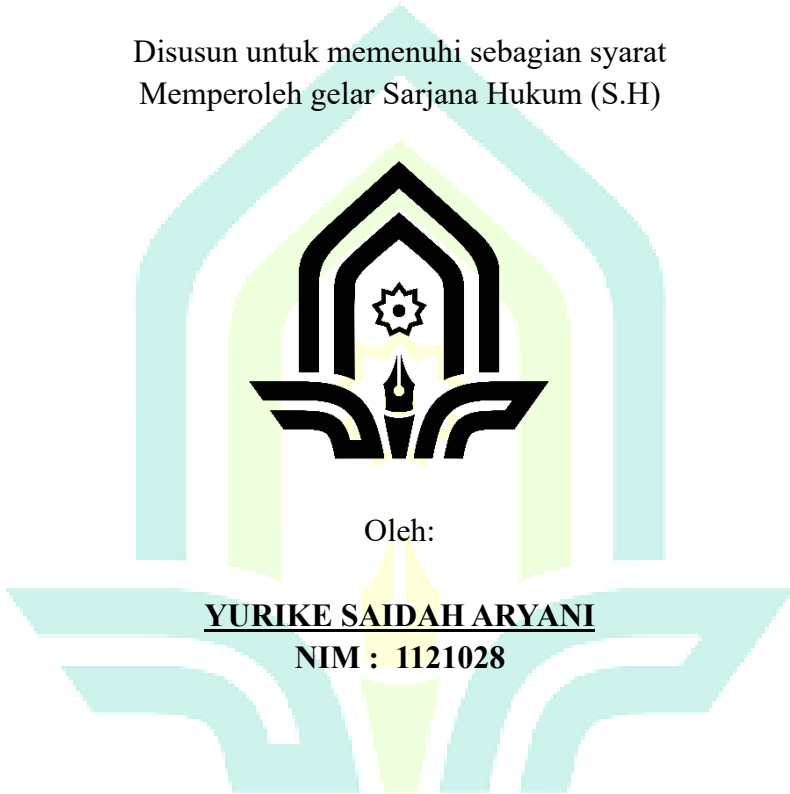 Disusun untuk memenuhi sebagian syarat
Memperoleh gelar Sarjana Hukum (S.H)
Oleh:
YURIKE SAIDAH ARYANI
NIM : 1121028